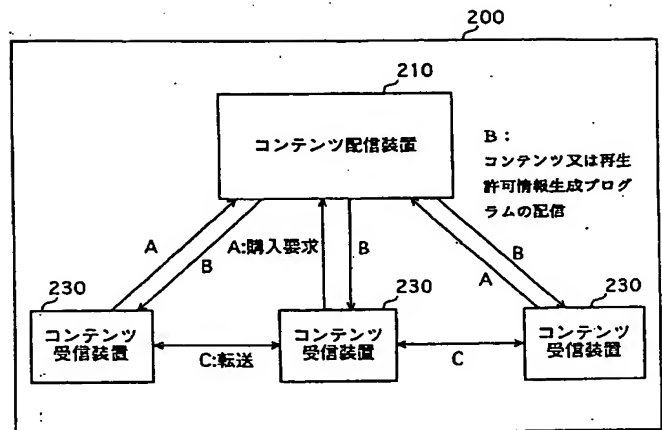 200
210
コンテンツ配信装置
B：
コンテンツ又は再生
許可情報生成プログ
ラムの配信
A
B
A:購入要求
B
B
A
230
230
230
コンテンツ
受信装置
C:転送
コンテンツ
受信装置
C
コンテンツ
受信装置